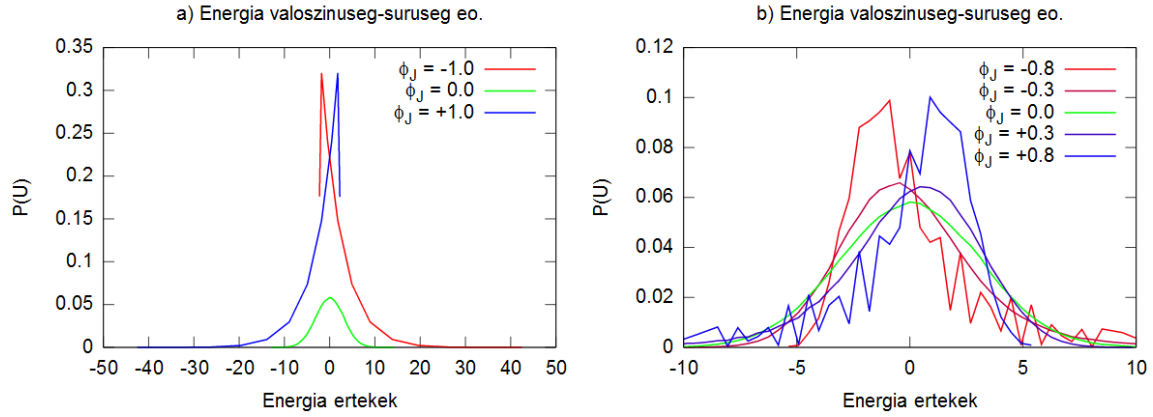 a) Energia valoszinuseg-suruseg eo.
0.35
0.3
0.25
0.2
0.15
0.1
0.05
0
P(U)
ϕJ = -1.0
ϕJ = 0.0
ϕJ = +1.0
-50 -40 -30 -20 -10 0 10 20 30 40 50
Energia ertekek
b) Energia valoszinuseg-suruseg eo.
0.12
0.1
0.08
0.06
0.04
0.02
0
P(U)
ϕJ = -0.8
ϕJ = -0.3
ϕJ = 0.0
ϕJ = +0.3
ϕJ = +0.8
-10 -5 0 5 10
Energia ertekek